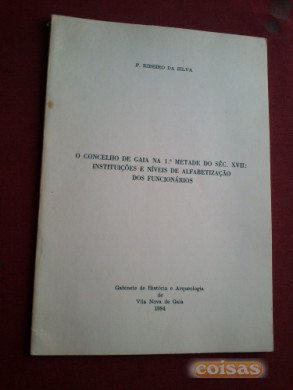 F. RIBEIRO DA SILVA
O CONCELHO DE GAIA NA 1.ª METADE DO SÉC. XVII:
INSTITUIÇÕES E NÍVEIS DE ALFABETIZAÇÃO
DOS FUNCIONÁRIOS
Gabinete de História e Arqueologia
de
Vila Nova de Gaia
1984
coisas